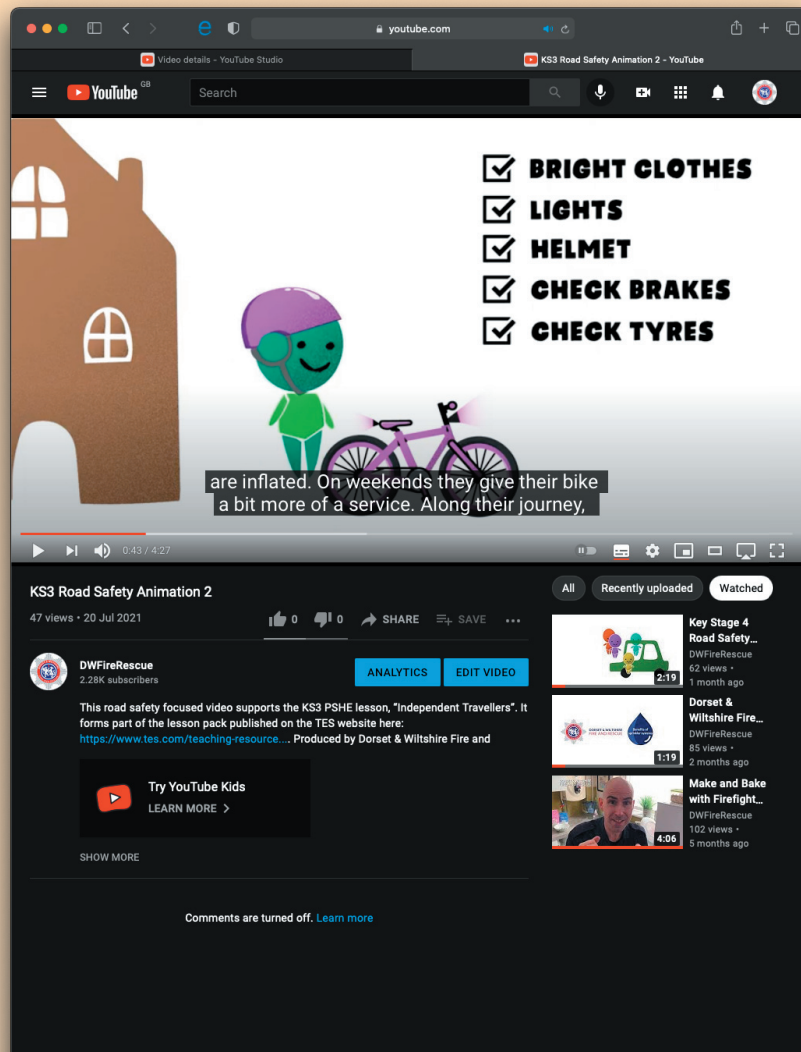 youtube.com
Video details - YouTube Studio
KS3 Road Safety Animation 2 - YouTube
YouTube GB
Search
BRIGHT CLOTHES
LIGHTS
HELMET
CHECK BRAKES
CHECK TYRES
are inflated. On weekends they give their bike
a bit more of a service. Along their journey,
0:43 / 4:27
KS3 Road Safety Animation 2
47 views • 20 Jul 2021
0
0
SHARE
SAVE
DWFireRescue
2.28K subscribers
ANALYTICS
EDIT VIDEO
This road safety focused video supports the KS3 PSHE lesson, "Independent Travellers". It
forms part of the lesson pack published on the TES website here:
https://www.tes.com/teaching-resource.... Produced by Dorset & Wiltshire Fire and
Try YouTube Kids
LEARN MORE
SHOW MORE
Comments are turned off. Learn more
All
Recently uploaded
Watched
2:19
Key Stage 4
Road Safety...
DWFireRescue
62 views •
1 month ago
1:19
Dorset &
Wiltshire Fire...
DWFireRescue
85 views •
2 months ago
4:06
Make and Bake
with Firefight...
DWFireRescue
102 views •
5 months ago